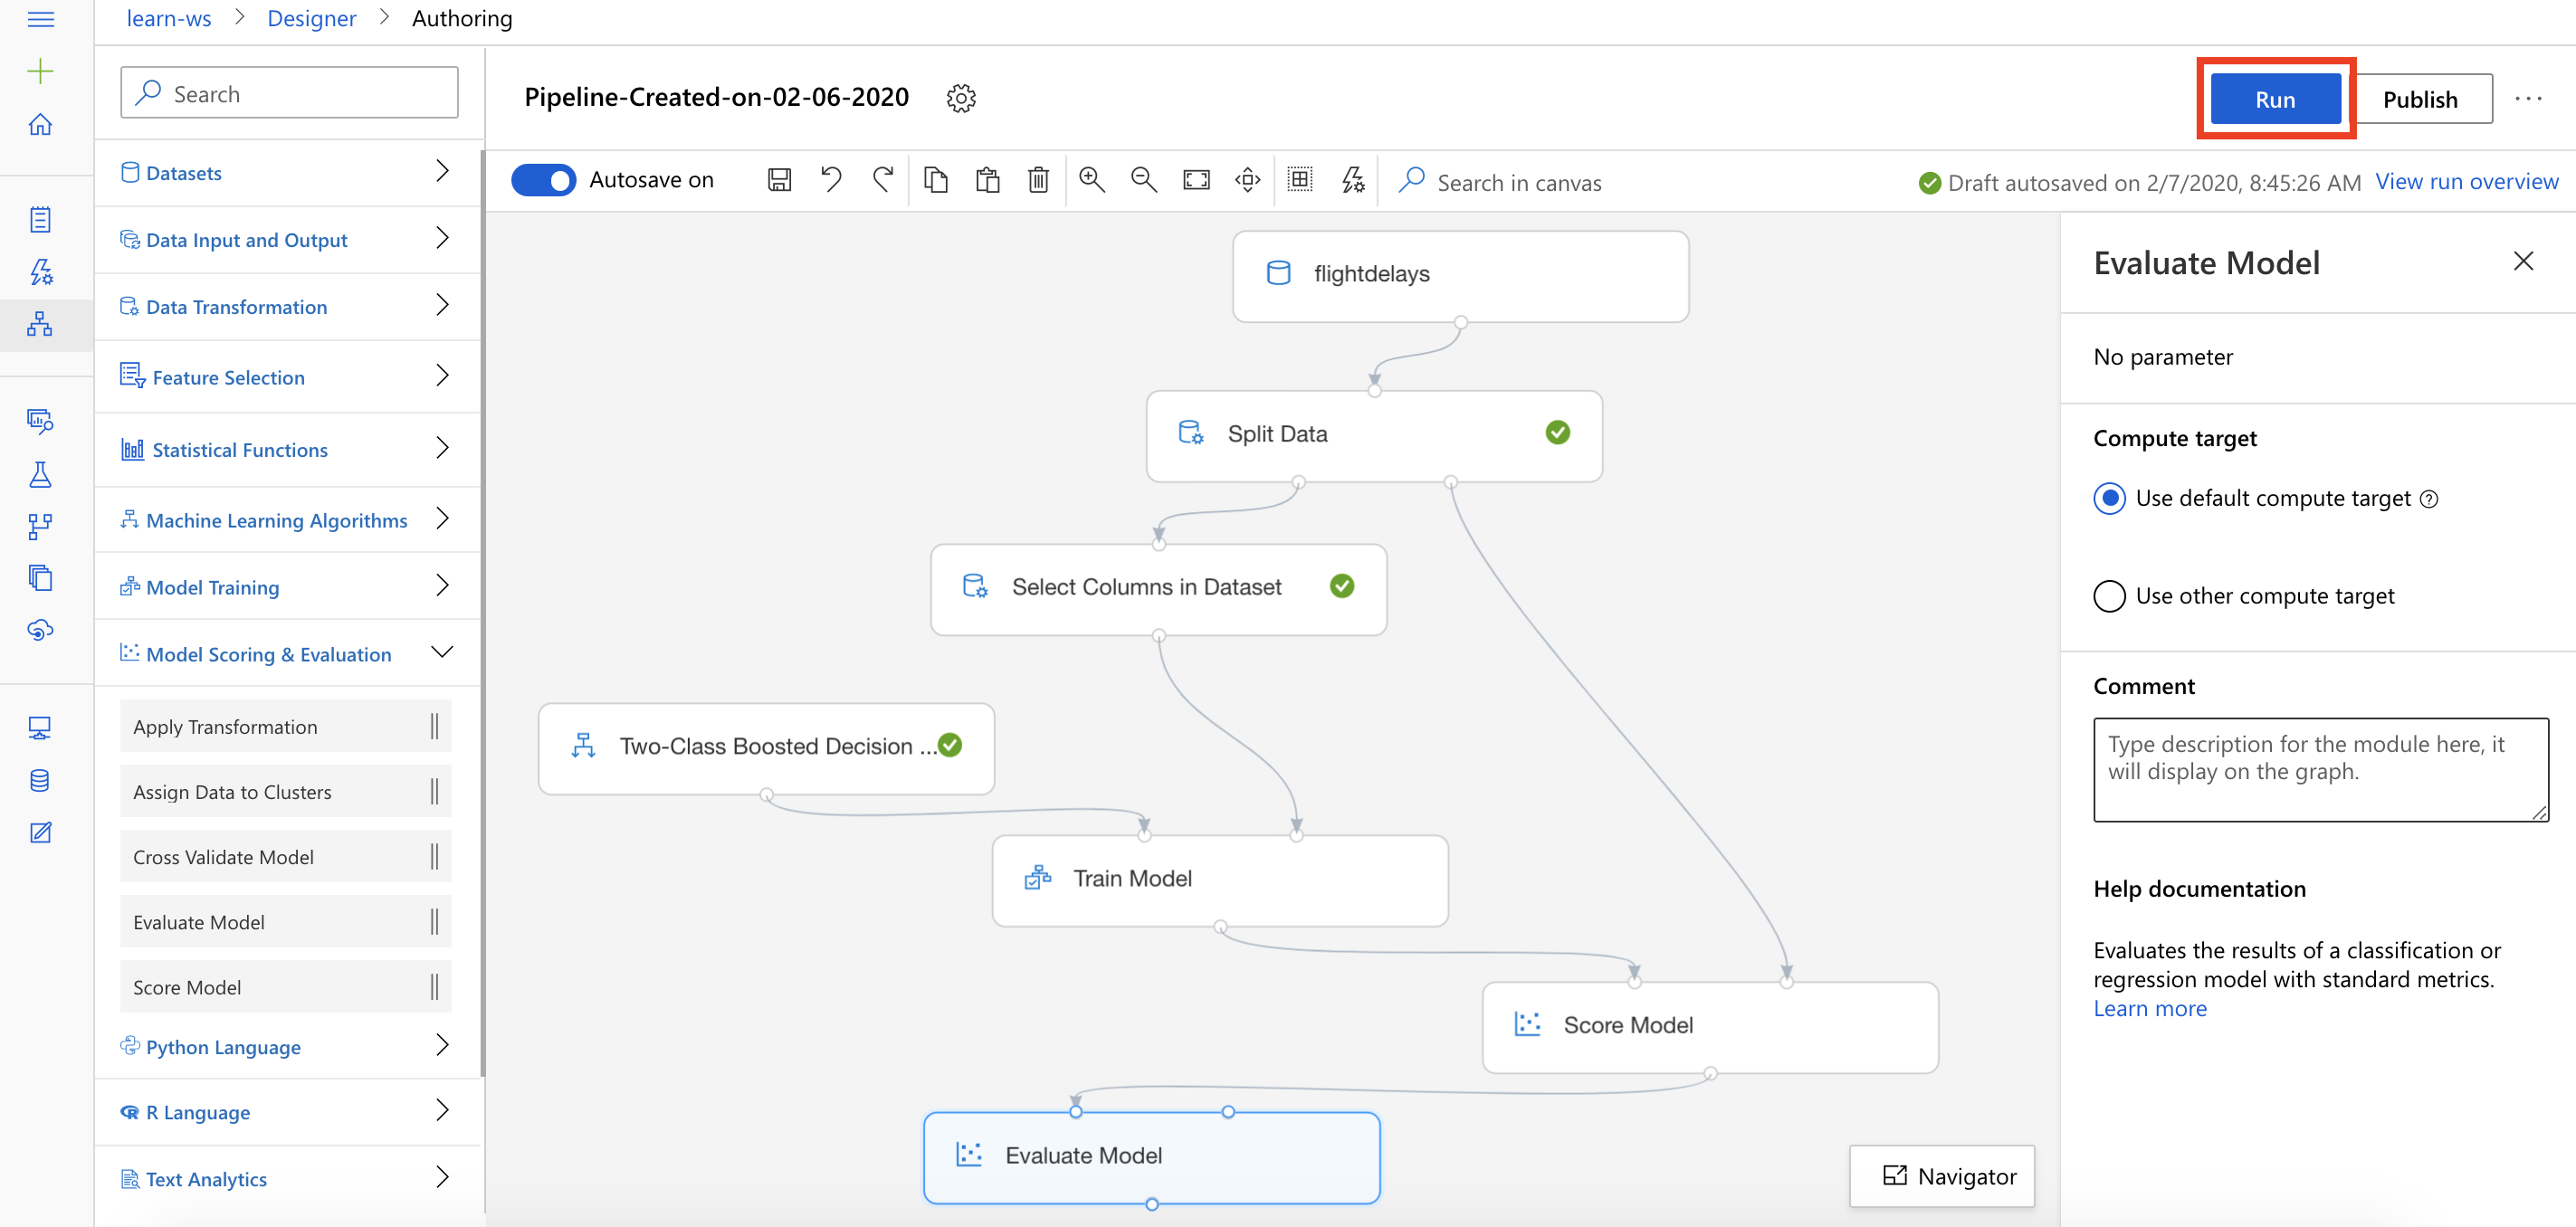 learn-ws > Designer > Authoring
Search
Datasets
Data Input and Output
Data Transformation
Feature Selection
Statistical Functions
Machine Learning Algorithms
Model Training
Model Scoring & Evaluation
Apply Transformation
Assign Data to Clusters
Cross Validate Model
Evaluate Model
Score Model
Python Language
R Language
Text Analytics
Pipeline-Created-on-02-06-2020
Run
Publish
...
Autosave on
Search in canvas
Draft autosaved on 2/7/2020, 8:45:26 AM
View run overview
flightdelays
Split Data
Select Columns in Dataset
Two-Class Boosted Decision ...
Train Model
Score Model
Evaluate Model
Navigator
Evaluate Model
No parameter
Compute target
Use default compute target
Use other compute target
Comment
Type description for the module here, it
will display on the graph.
Help documentation
Evaluates the results of a classification or
regression model with standard metrics.
Learn more